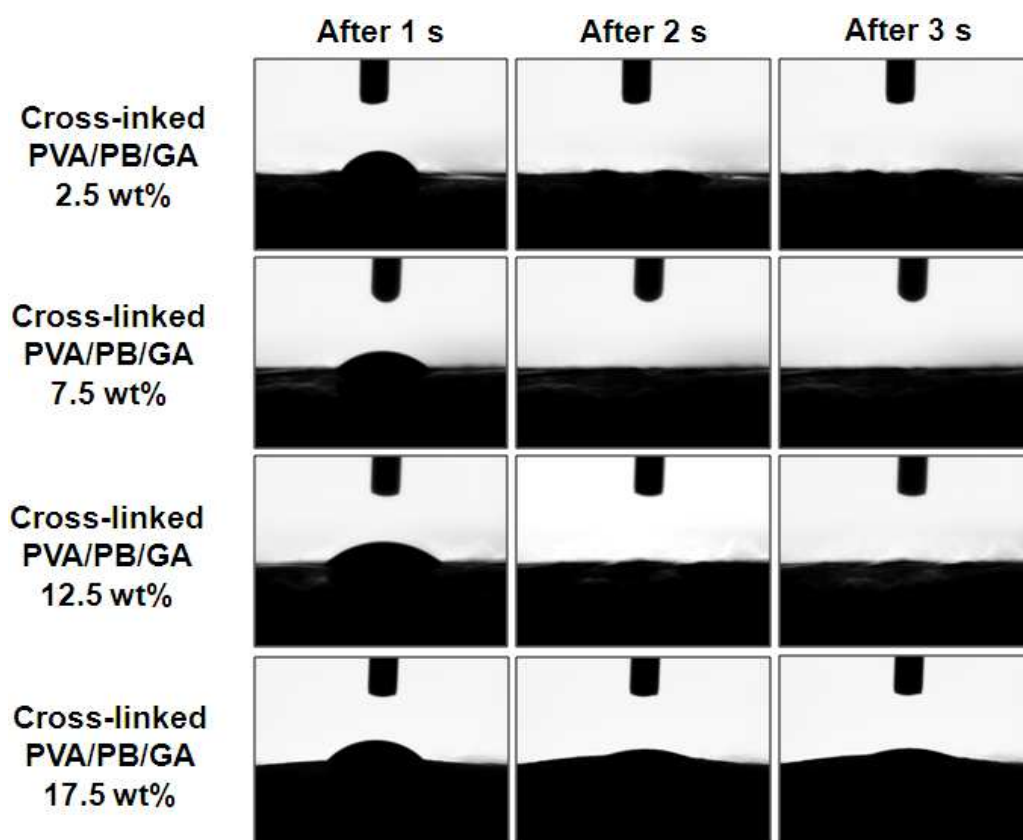 After 1 s After 2 s After 3 s
Cross-inked
PVA/PB/GA
2.5 wt%
Cross-linked
PVA/PB/GA
7.5 wt%
Cross-linked
PVA/PB/GA
12.5 wt%
Cross-linked
PVA/PB/GA
17.5 wt%